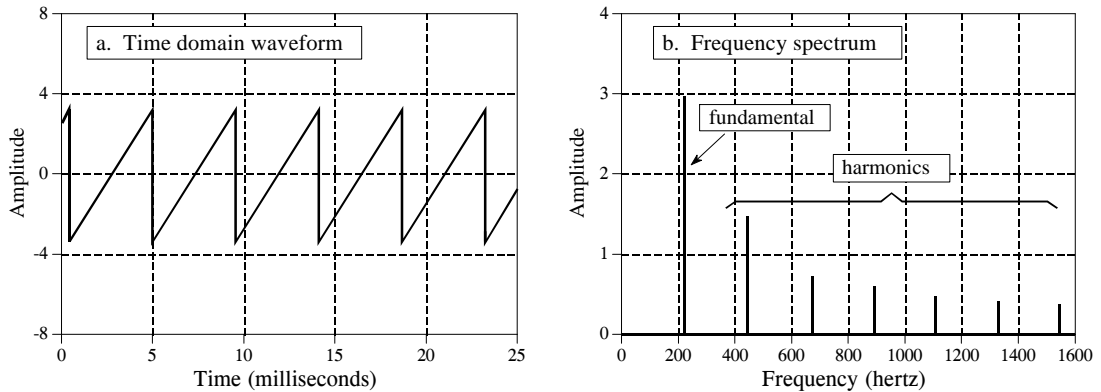 a. Time domain waveform
Amplitude
8
4
0
-4
-8
0 5 10 15 20 25
Time (milliseconds)
b. Frequency spectrum
fundamental
harmonics
Amplitude
4
3
2
1
0
0 200 400 600 800 1000 1200 1400 1600
Frequency (hertz)